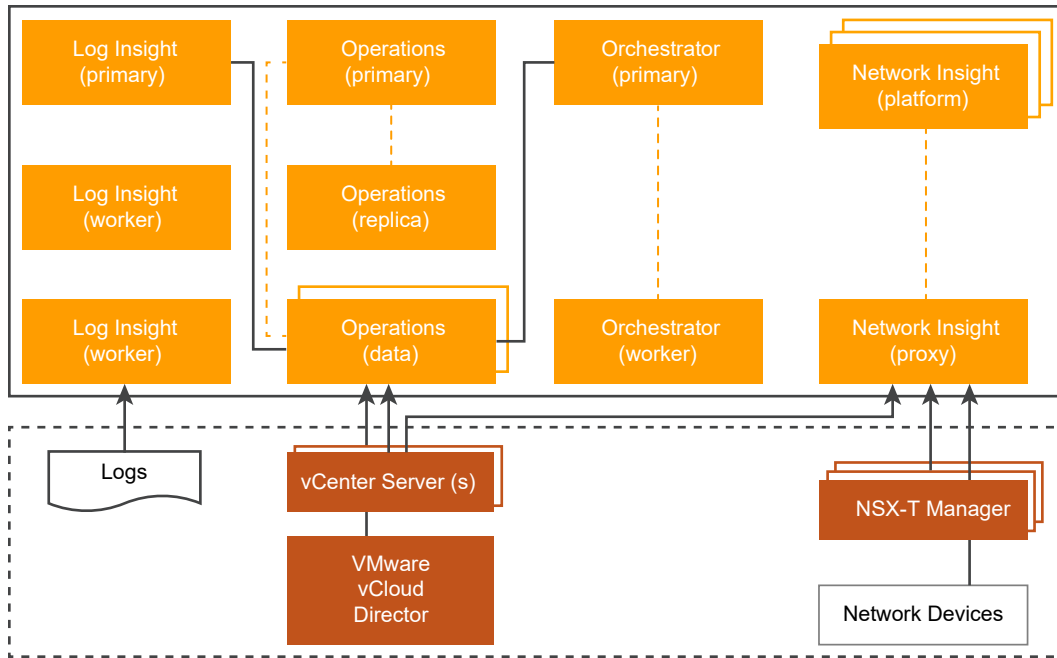 Log Insight
(primary)
Operations
(primary)
Orchestrator
(primary)
Network Insight
(platform)
Log Insight
(worker)
Operations
(replica)
Log Insight
(worker)
Operations
(data)
Orchestrator
(worker)
Network Insight
(proxy)
Logs
vCenter Server (s)
NSX-T Manager
VMware
vCloud
Director
Network Devices